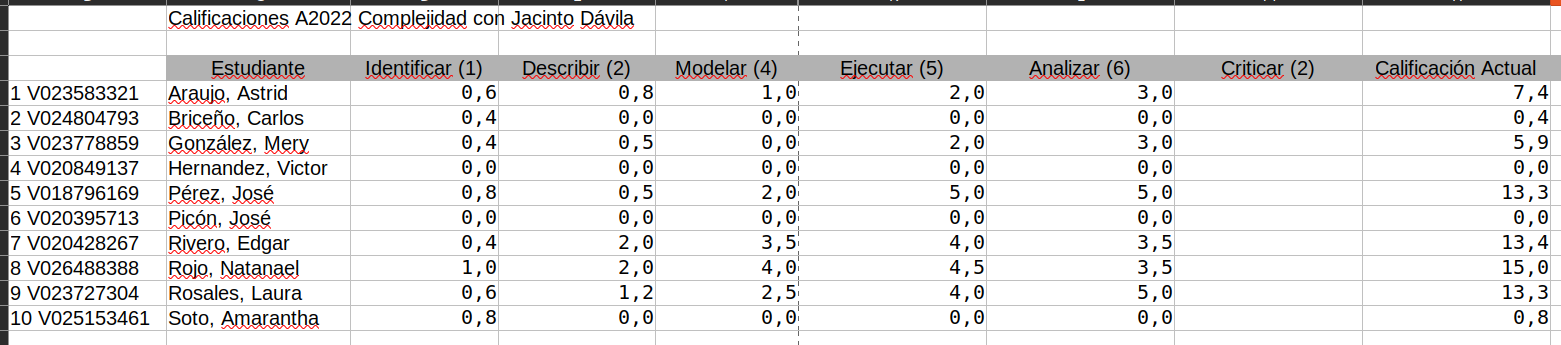 Calificaciones A2022 Complejidad con Jacinto Dávila
Estudiante Identificar (1) Describir (2) Modelar (4) Ejecutar (5) Analizar (6) Criticar (2) Calificación Actual
1 V023583321 Araujo, Astrid 0,6 0,8 1,0 2,0 3,0 7,4
2 V024804793 Briceño, Carlos 0,4 0,0 0,0 0,0 0,0 0,4
3 V023778859 González, Mery 0,4 0,5 0,0 2,0 3,0 5,9
4 V020849137 Hernandez, Victor 0,0 0,0 0,0 0,0 0,0 0,0
5 V018796169 Pérez, José 0,8 0,5 2,0 5,0 5,0 13,3
6 V020395713 Picón, José 0,0 0,0 0,0 0,0 0,0 0,0
7 V020428267 Rivero, Edgar 0,4 2,0 3,5 4,0 3,5 13,4
8 V026488388 Rojo, Natanael 1,0 2,0 4,0 4,5 3,5 15,0
9 V023727304 Rosales, Laura 0,6 1,2 2,5 4,0 5,0 13,3
10 V025153461 Soto, Amarantha 0,8 0,0 0,0 0,0 0,0 0,8